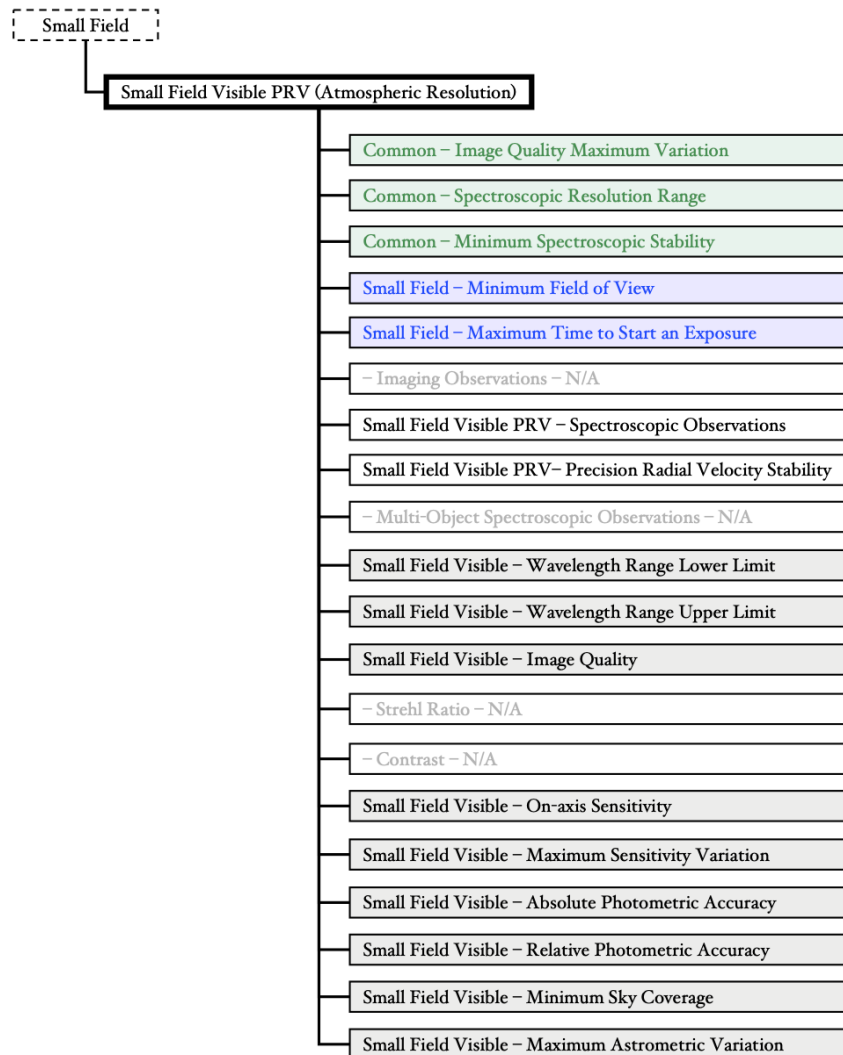 Small Field
Small Field Visible PRV (Atmospheric Resolution)
Common – Image Quality Maximum Variation
Common – Spectroscopic Resolution Range
Common – Minimum Spectroscopic Stability
Small Field – Minimum Field of View
Small Field – Maximum Time to Start an Exposure
– Imaging Observations – N/A
Small Field Visible PRV – Spectroscopic Observations
Small Field Visible PRV– Precision Radial Velocity Stability
– Multi-Object Spectroscopic Observations – N/A
Small Field Visible – Wavelength Range Lower Limit
Small Field Visible – Wavelength Range Upper Limit
Small Field Visible – Image Quality
– Strehl Ratio – N/A
– Contrast – N/A
Small Field Visible – On-axis Sensitivity
Small Field Visible – Maximum Sensitivity Variation
Small Field Visible – Absolute Photometric Accuracy
Small Field Visible – Relative Photometric Accuracy
Small Field Visible – Minimum Sky Coverage
Small Field Visible – Maximum Astrometric Variation